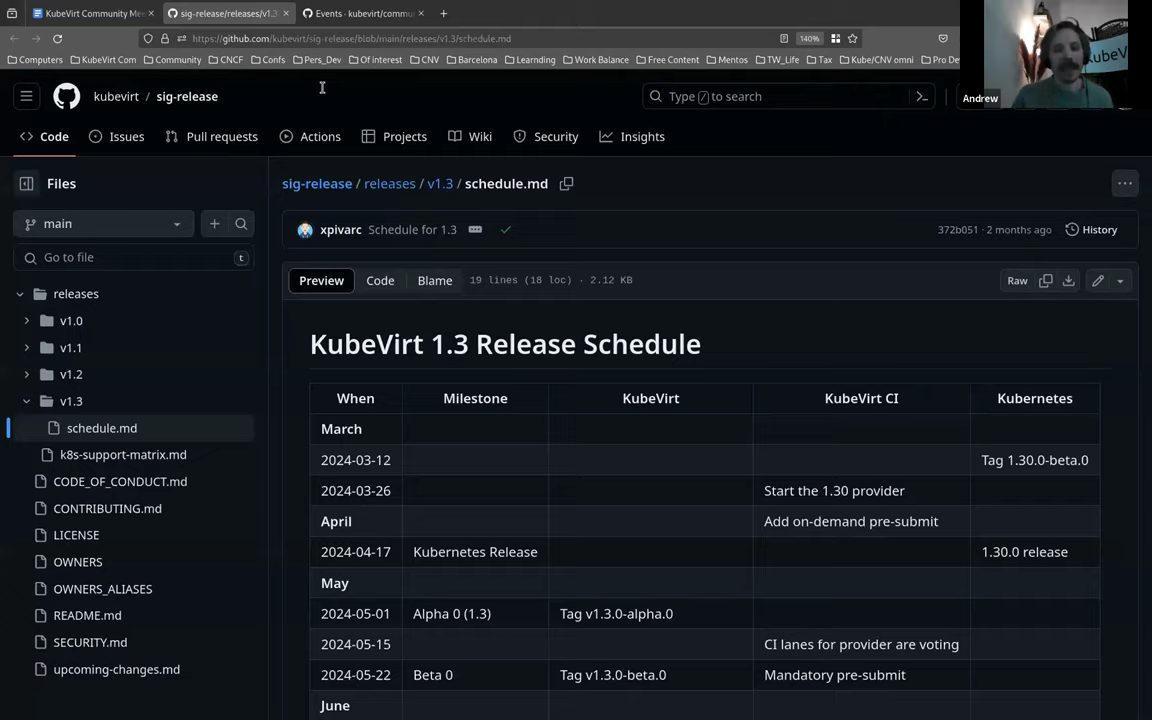 KubeVirt Community Mee
sig-release/releases/v1.3
Events · kubevirt/commu
https://github.com/kubevirt/sig-release/blob/main/releases/v1.3/schedule.md
140%
Computers
KubeVirt Com
Community
CNCF
Confs
Pers_Dev
Of interest
CNV
Barcelona
Learnding
Work Balance
Free Content
Mentos
TW_Life
Tax
Kube/CNV omni
Pro De
Andrew
kubevirt / sig-release
Type / to search
Code
Issues
Pull requests
Actions
Projects
Wiki
Security
Insights
Files
sig-release / releases / v1.3 / schedule.md
main
xpivarc Schedule for 1.3
372b051 · 2 months ago
History
Go to file
t
Preview
Code
Blame
19 lines (18 loc) · 2.12 KB
Raw
releases
v1.0
v1.1
v1.2
v1.3
schedule.md
k8s-support-matrix.md
CODE_OF_CONDUCT.md
CONTRIBUTING.md
LICENSE
OWNERS
OWNERS_ALIASES
README.md
SECURITY.md
upcoming-changes.md
KubeVirt 1.3 Release Schedule
When Milestone KubeVirt KubeVirt CI Kubernetes
March
2024-03-12 Tag 1.30.0-beta.0
2024-03-26 Start the 1.30 provider
April Add on-demand pre-submit
2024-04-17 Kubernetes Release 1.30.0 release
May
2024-05-01 Alpha 0 (1.3) Tag v1.3.0-alpha.0
2024-05-15 CI lanes for provider are voting
2024-05-22 Beta 0 Tag v1.3.0-beta.0 Mandatory pre-submit
June